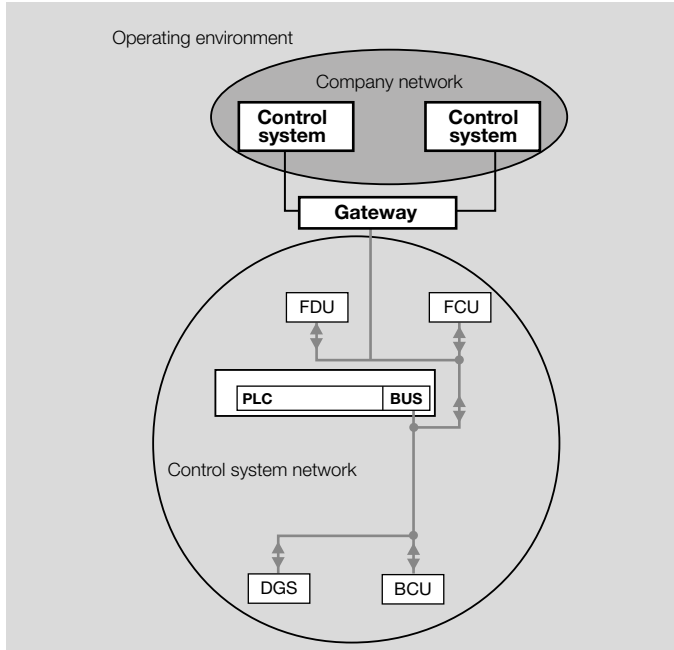 Operating environment
Company network
Control
system
Control
system
Gateway
FDU
FCU
PLC
BUS
Control system network
DGS
BCU